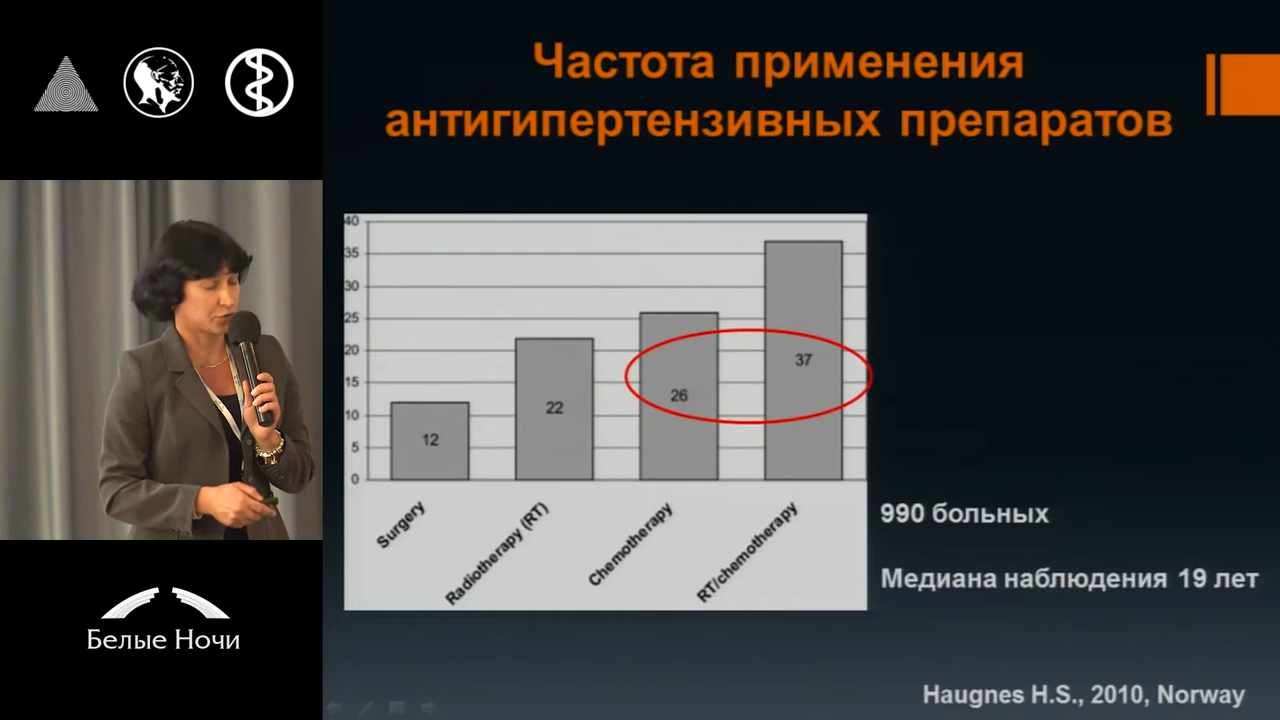 Частота применения
антигипертензивных препаратов
40
35
30
25
20
15
10
5
0
12
22
26
37
Surgery
Radiotherapy (RT)
Chemotherapy
RT/chemotherapy
990 больных
Медиана наблюдения 19 лет
Haugnes H.S., 2010, Norway
Белые Ночи